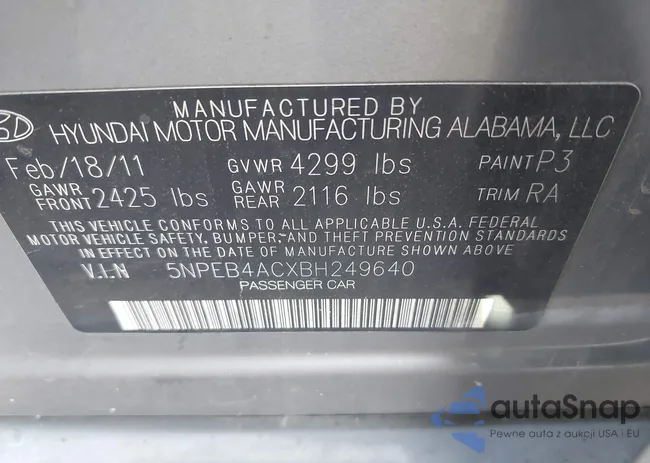 MANUFACTURED BY
HYUNDAI MOTOR MANUFACTURING ALABAMA, LLC
Feb/18/11 GVWR 4299 lbs PAINT P3
GAWR FRONT 2425 lbs GAWR REAR 2116 lbs TRIM RA
THIS VEHICLE CONFORMS TO ALL APPLICABLE U.S.A. FEDERAL
MOTOR VEHICLE SAFETY, BUMPER, AND THEFT PREVENTION STANDARDS
IN EFFECT ON THE DATE OF MANUFACTURE SHOWN ABOVE.
V.I.N 5NPEB4ACXBH249640
PASSENGER CAR
autoSnap
Pewne auta z aukcji USA i EU